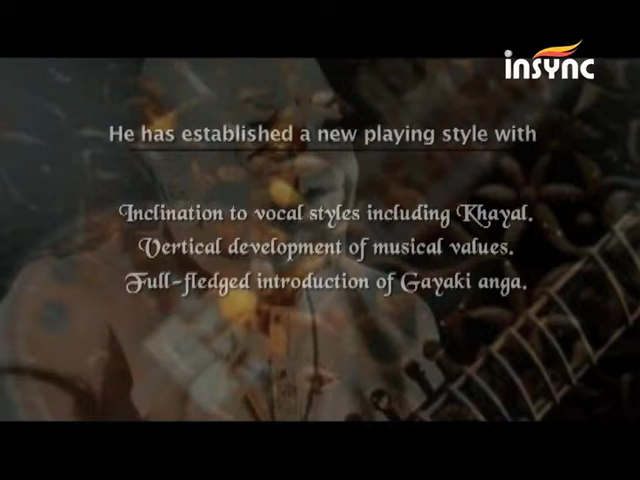 insync
He has established a new playing style with
Inclination to vocal styles including Khayal.
Vertical development of musical values.
Full-fledged introduction of Gayaki anga.